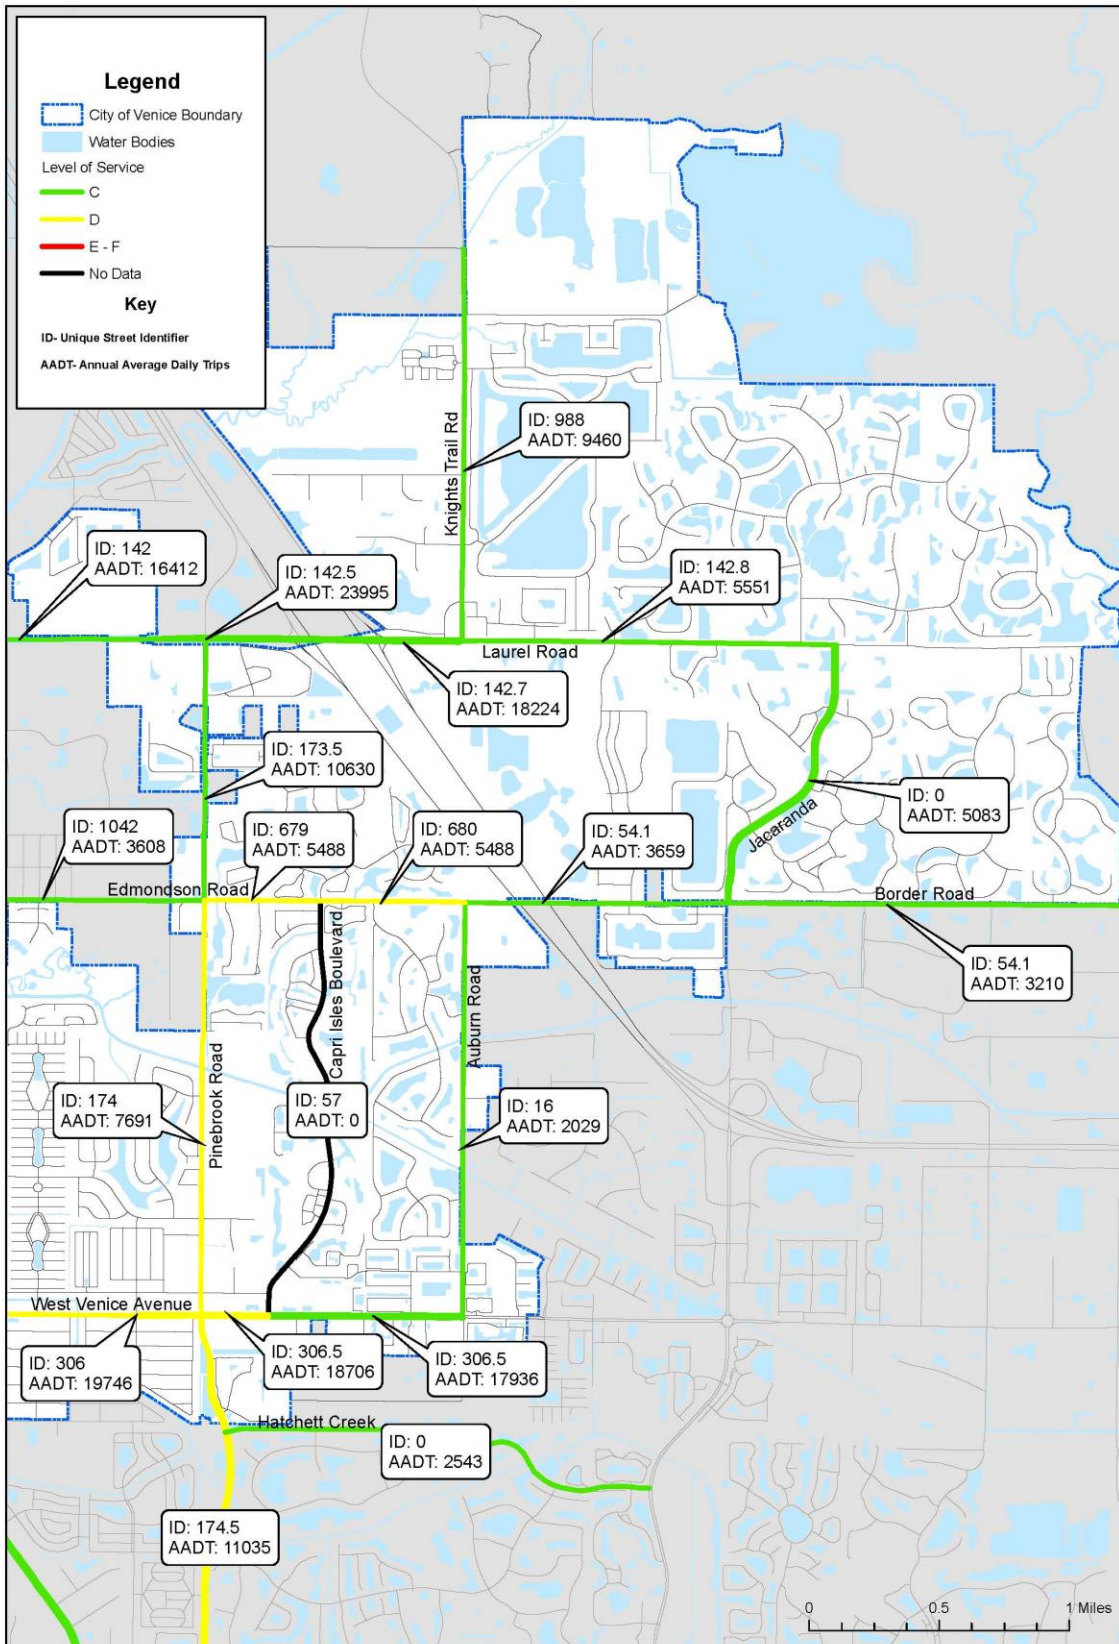 Legend
City of Venice Boundary
Water Bodies
Level of Service
C
D
E - F
No Data
Key
ID- Unique Street Identifier
AADT- Annual Average Daily Trips
Knights Trail Rd
ID: 988
AADT: 9460
ID: 142
AADT: 16412
ID: 142.5
AADT: 23995
ID: 142.8
AADT: 5551
Laurel Road
ID: 142.7
AADT: 18224
ID: 173.5
AADT: 10630
ID: 0
AADT: 5083
Jacaranda
ID: 1042
AADT: 3608
ID: 679
AADT: 5488
ID: 680
AADT: 5488
ID: 54.1
AADT: 3659
Edmondson Road
Border Road
ID: 54.1
AADT: 3210
Capri Isles Boulevard
Auburn Road
Pinebrook Road
ID: 174
AADT: 7691
ID: 57
AADT: 0
ID: 16
AADT: 2029
West Venice Avenue
ID: 306
AADT: 19746
ID: 306.5
AADT: 18706
ID: 306.5
AADT: 17936
Hatchett Creek
ID: 0
AADT: 2543
ID: 174.5
AADT: 11035
0 0.5 1 Miles